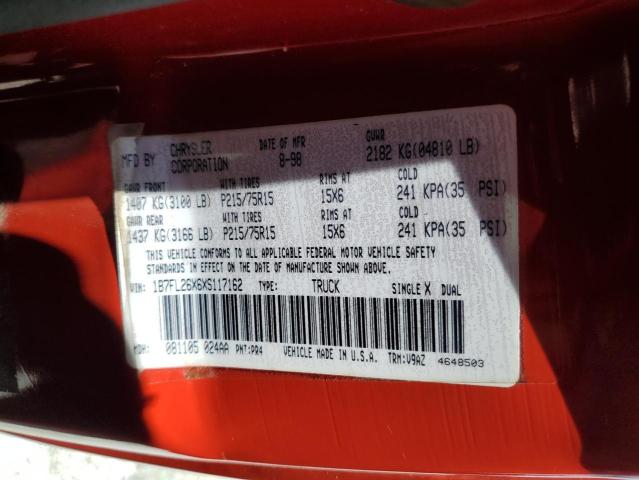 MFD BY CHRYSLER CORPORATION DATE OF MFR 8-98 GVWR 2182 KG(04810 LB)
GAWR FRONT WITH TIRES RIMS AT COLD
1407 KG(3100 LB) P215/75R15 15X6 241 KPA(35 PSI)
GAWR REAR WITH TIRES RIMS AT COLD
1437 KG(3166 LB) P215/75R15 15X6 241 KPA(35 PSI)
THIS VEHICLE CONFORMS TO ALL APPLICABLE FEDERAL MOTOR VEHICLE SAFETY
STANDARDS IN EFFECT ON THE DATE OF MANUFACTURE SHOWN ABOVE.
VIN: 1B7FL26X6XS117162 TYPE: TRUCK SINGLE X DUAL
MDH: 081105 024AA PNT:PR4 VEHICLE MADE IN U.S.A. TRM:V9AZ 4648503